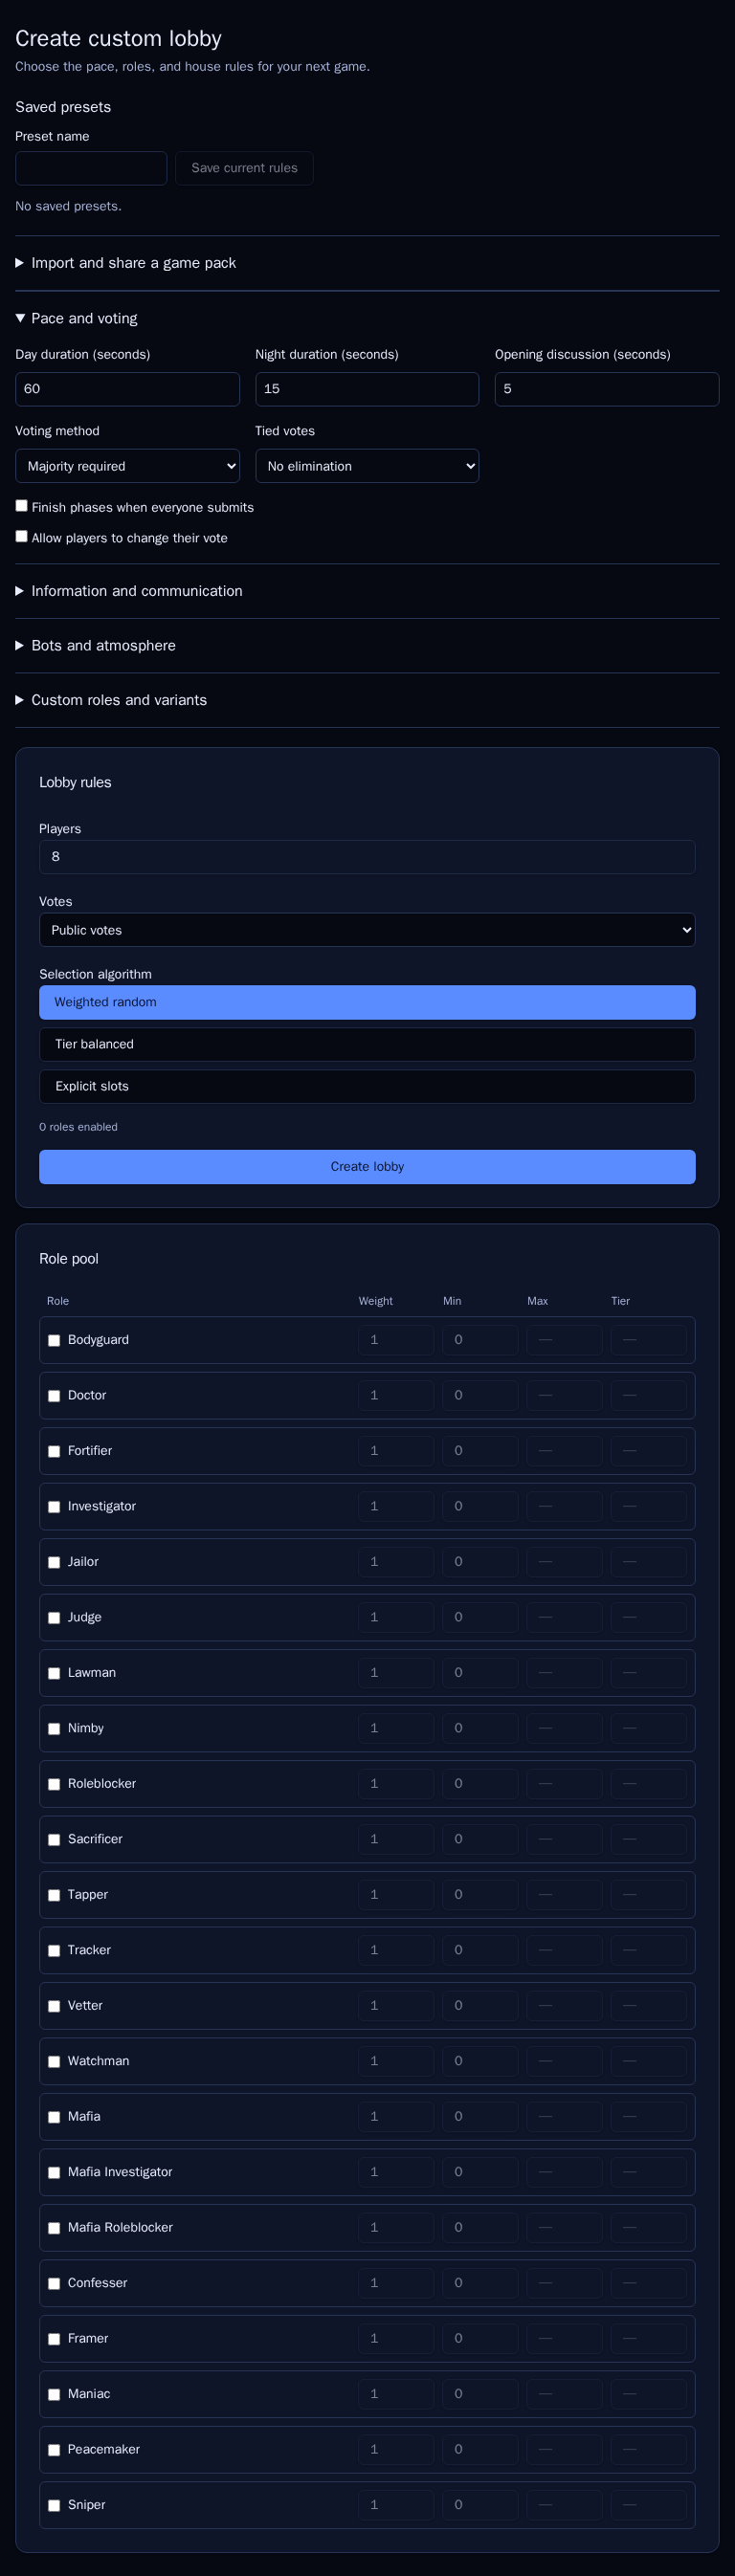 Create custom lobby
Choose the pace, roles, and house rules for your next game.
Saved presets
Preset name
Save current rules
No saved presets.
Import and share a game pack
Pace and voting
Day duration (seconds) Night duration (seconds) Opening discussion (seconds)
60 15 5
Voting method Tied votes
Majority required No elimination
Finish phases when everyone submits
Allow players to change their vote
Information and communication
Bots and atmosphere
Custom roles and variants
Lobby rules
Players
8
Votes
Public votes
Selection algorithm
Weighted random
Tier balanced
Explicit slots
0 roles enabled
Create lobby
Role pool
Role Weight Min Max Tier
Bodyguard 1 0 — —
Doctor 1 0 — —
Fortifier 1 0 — —
Investigator 1 0 — —
Jailor 1 0 — —
Judge 1 0 — —
Lawman 1 0 — —
Nimby 1 0 — —
Roleblocker 1 0 — —
Sacrificer 1 0 — —
Tapper 1 0 — —
Tracker 1 0 — —
Vetter 1 0 — —
Watchman 1 0 — —
Mafia 1 0 — —
Mafia Investigator 1 0 — —
Mafia Roleblocker 1 0 — —
Confesser 1 0 — —
Framer 1 0 — —
Maniac 1 0 — —
Peacemaker 1 0 — —
Sniper 1 0 — —